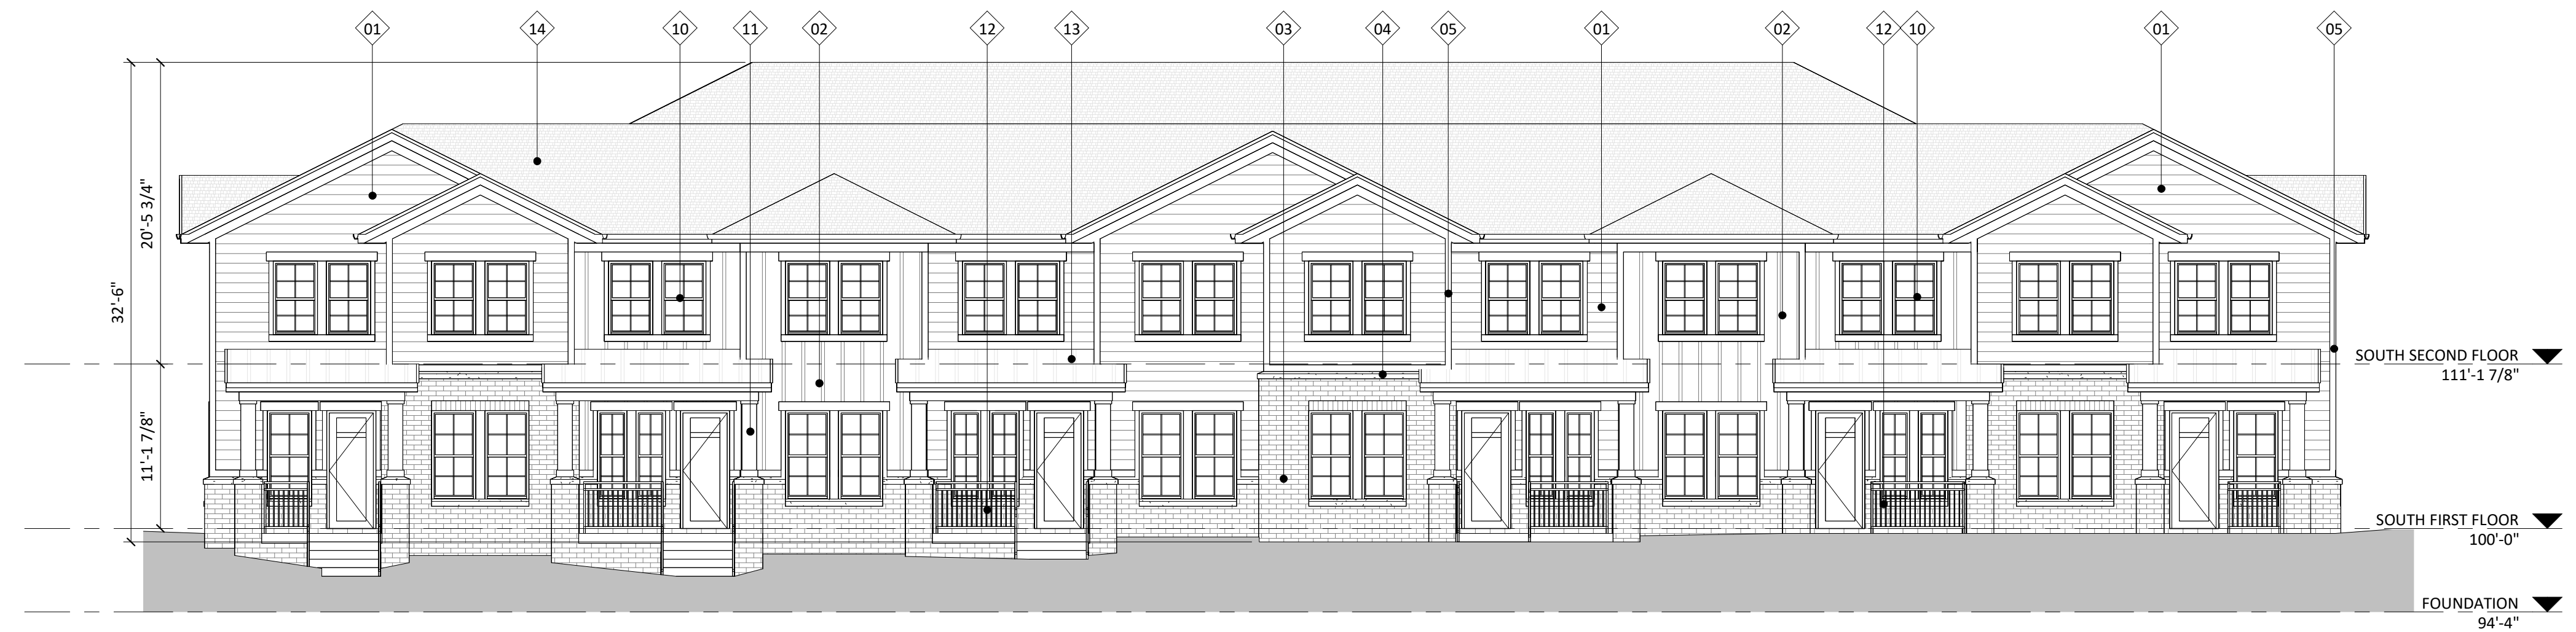 01 14 10 11 02 12 13 03 04 05 01 02 12 10 01 05
20'-5 3/4"
32'-6"
SOUTH SECOND FLOOR
111'-1 7/8"
11'-1 7/8"
SOUTH FIRST FLOOR
100'-0"
FOUNDATION
94'-4"